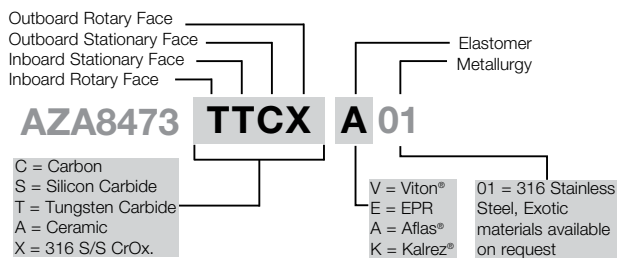 Outboard Rotary Face
Outboard Stationary Face
Inboard Stationary Face
Inboard Rotary Face
Elastomer
Metallurgy
AZA8473 TTCX A 01
C = Carbon
S = Silicon Carbide
T = Tungsten Carbide
A = Ceramic
X = 316 S/S CrOx.
V = Viton®
E = EPR
A = Aflas®
K = Kalrez®
01 = 316 Stainless
Steel, Exotic
materials available
on request